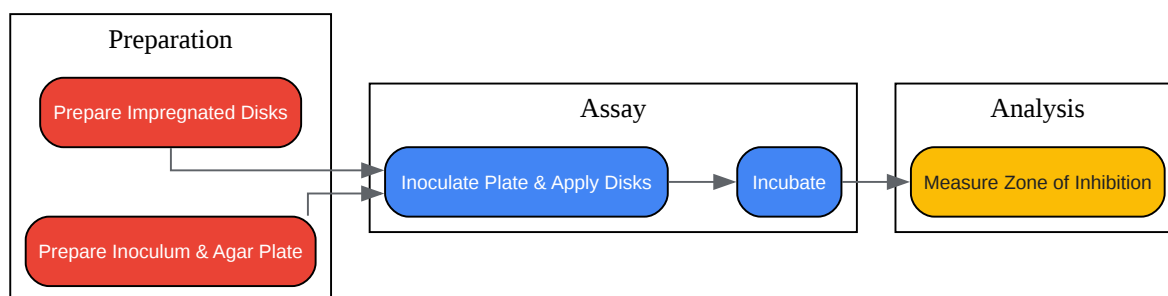 Preparation
Prepare Impregnated Disks
Prepare Inoculum & Agar Plate
Assay
Inoculate Plate & Apply Disks
Incubate
Analysis
Measure Zone of Inhibition